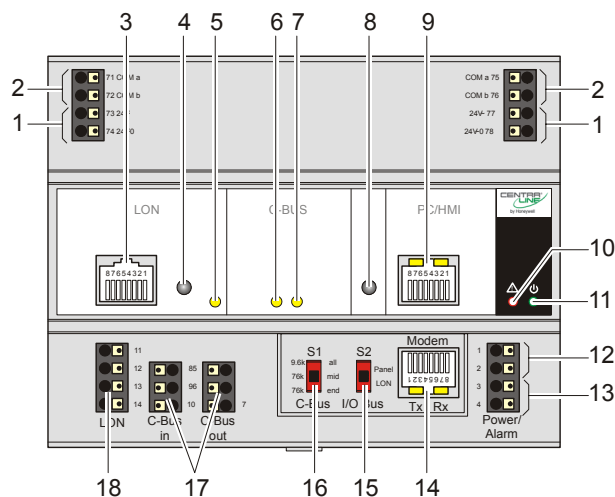 3 4 5 6 7 8 9
2 71 COM a COM a 75 2
72 COM b COM b 76
1 73 24V~ 24V~ 77 1
74 24V-0 24V-0 78
LON C-BUS PC/HMI CENTRA LINE
by Honeywell
87654321 87654321
10
11
11 Modem 1
12 85 S1 S2 2 12
9.6k all Panel
13 96 76k mid LON 87654321 3 13
14 10 7 76k end 4
LON C-Bus in C-Bus out C-Bus I/O Bus Tx Rx Power/
Alarm
18 17 16 15 14